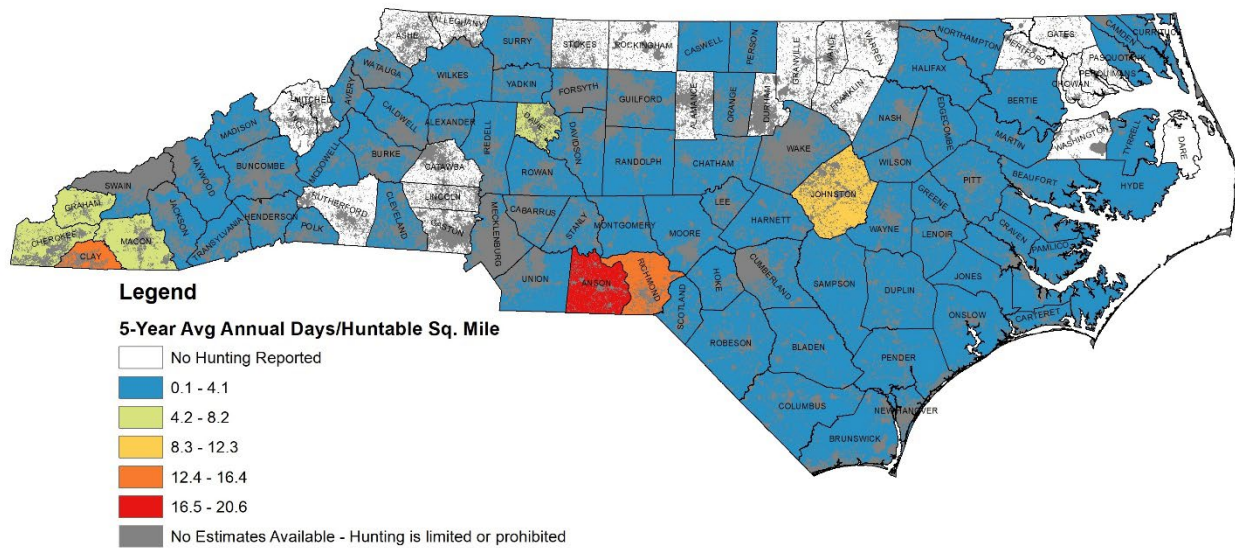 ALLEGHANY
ASHE
SURRY
STOKES
ROCKINGHAM
CASWELL
PERSON
GRANVILLE
VANCE
WARREN
NORTHAMPTON
HERTFORD
GATES
CAMDEN
CURRITUCK
PASQUOTANK
PERQUIMANS
CHOWAN
WATAUGA
WILKES
YADKIN
FORSYTH
GUILFORD
ALAMANCE
ORANGE
DURHAM
FRANKLIN
HALIFAX
BERTIE
MITCHELL
AVERY
CALDWELL
ALEXANDER
IREDELL
DAVIE
DAVIDSON
RANDOLPH
CHATHAM
WAKE
NASH
EDGECOMBE
MARTIN
WASHINGTON
TYRRELL
DARE
MADISON
BUNCOMBE
MCDOWELL
BURKE
CATAWBA
ROWAN
JOHNSTON
WILSON
PITT
BEAUFORT
HYDE
SWAIN
HAYWOOD
RUTHERFORD
LINCOLN
CABARRUS
STANLY
MONTGOMERY
MOORE
LEE
HARNETT
WAYNE
GREENE
LENOIR
CRAVEN
PAMLICO
GRAHAM
CHEROKEE
MACON
CLAY
JACKSON
TRANSYLVANIA
HENDERSON
POLK
CLEVELAND
GASTON
MECKLENBURG
UNION
ANSON
RICHMOND
SCOTLAND
HOKE
CUMBERLAND
SAMPSON
DUPLIN
JONES
ONSLOW
CARTERET
ROBESON
BLADEN
PENDER
COLUMBUS
NEW HANOVER
BRUNSWICK
Legend
5-Year Avg Annual Days/Huntable Sq. Mile
No Hunting Reported
0.1 - 4.1
4.2 - 8.2
8.3 - 12.3
12.4 - 16.4
16.5 - 20.6
No Estimates Available - Hunting is limited or prohibited